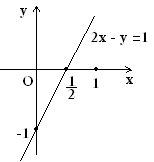 y
2x - y = 1
O
1/2
1
x
-1